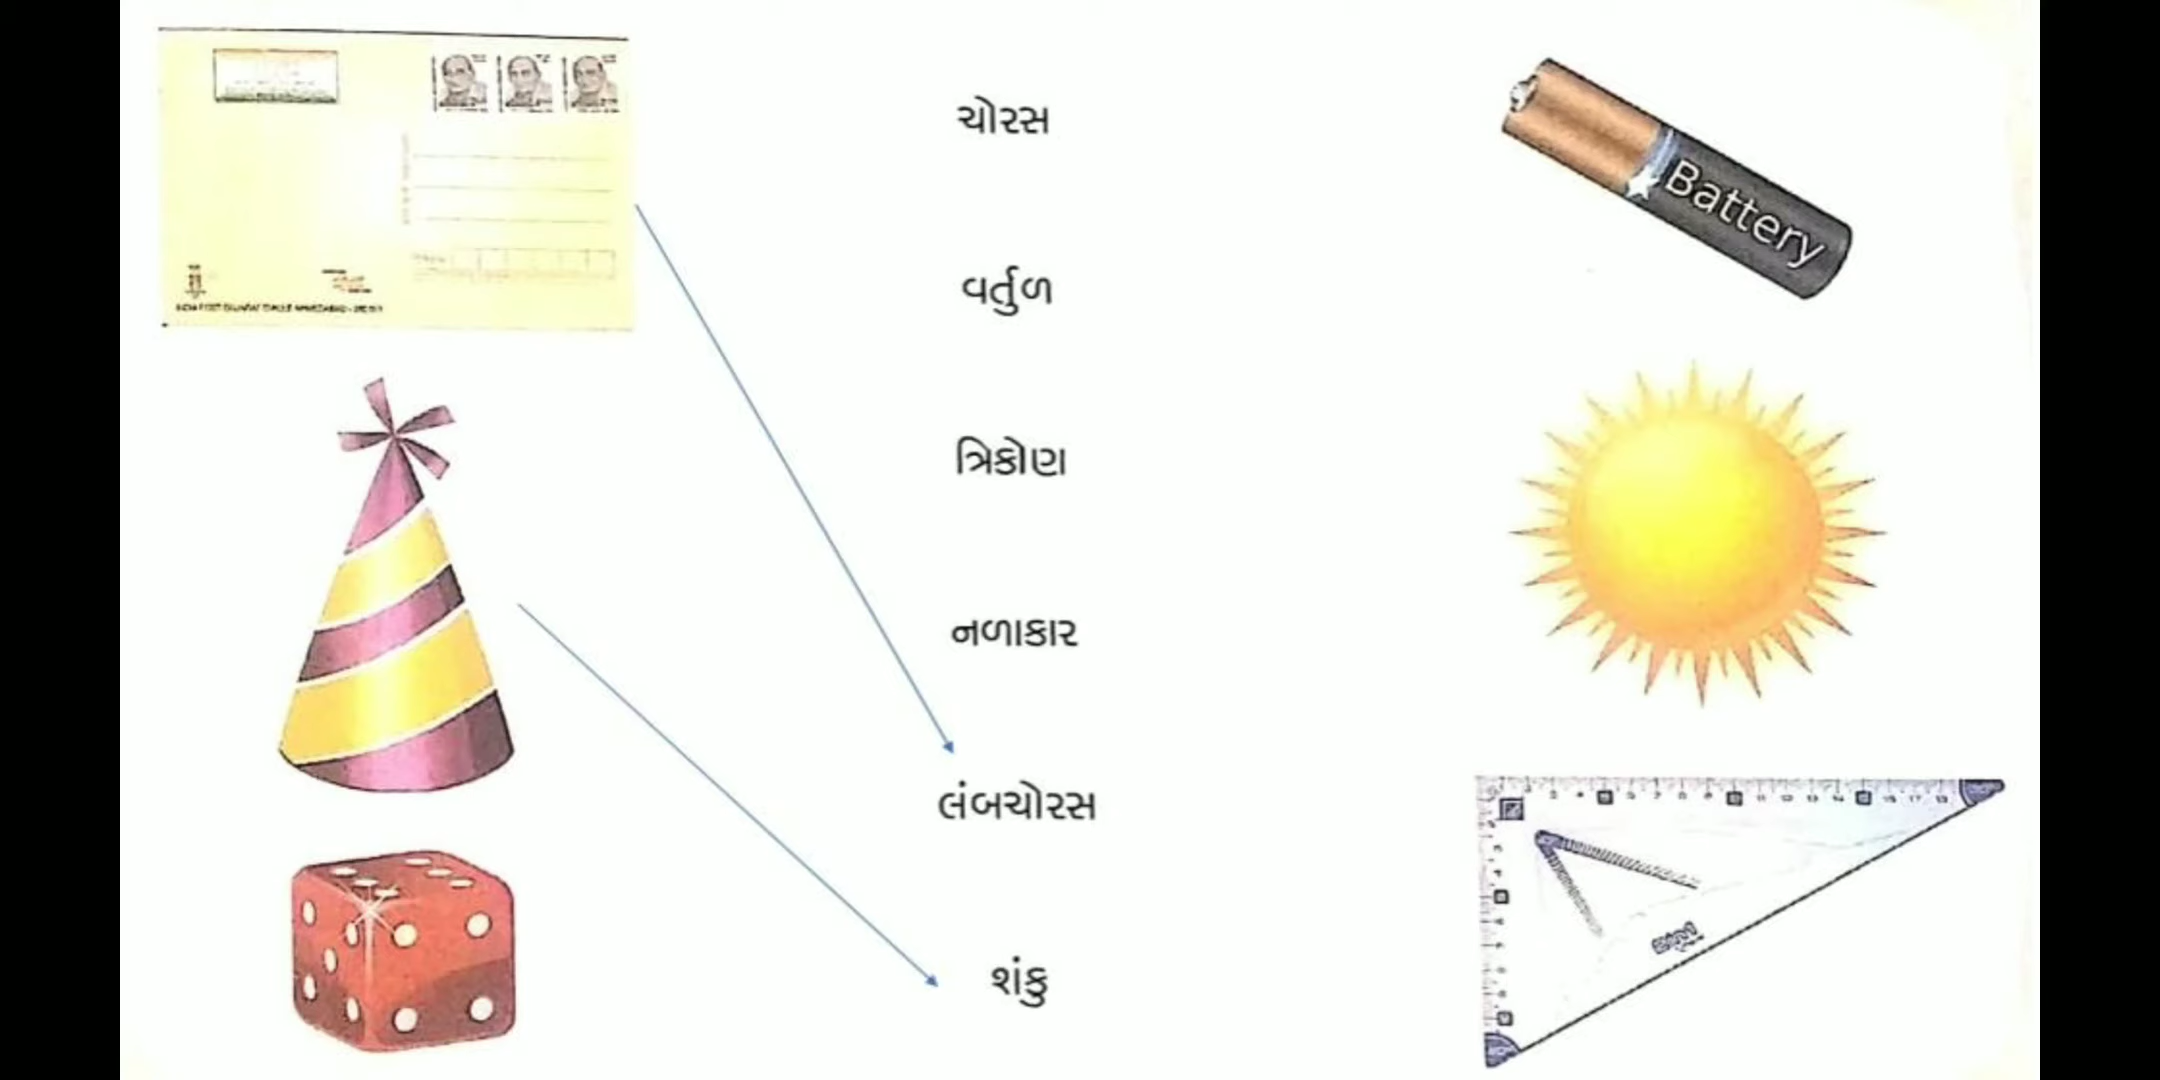 ચોરસ
વર્તુળ
ત્રિકોણ
નળાકાર
લંબચોરસ
શંકુ
Battery